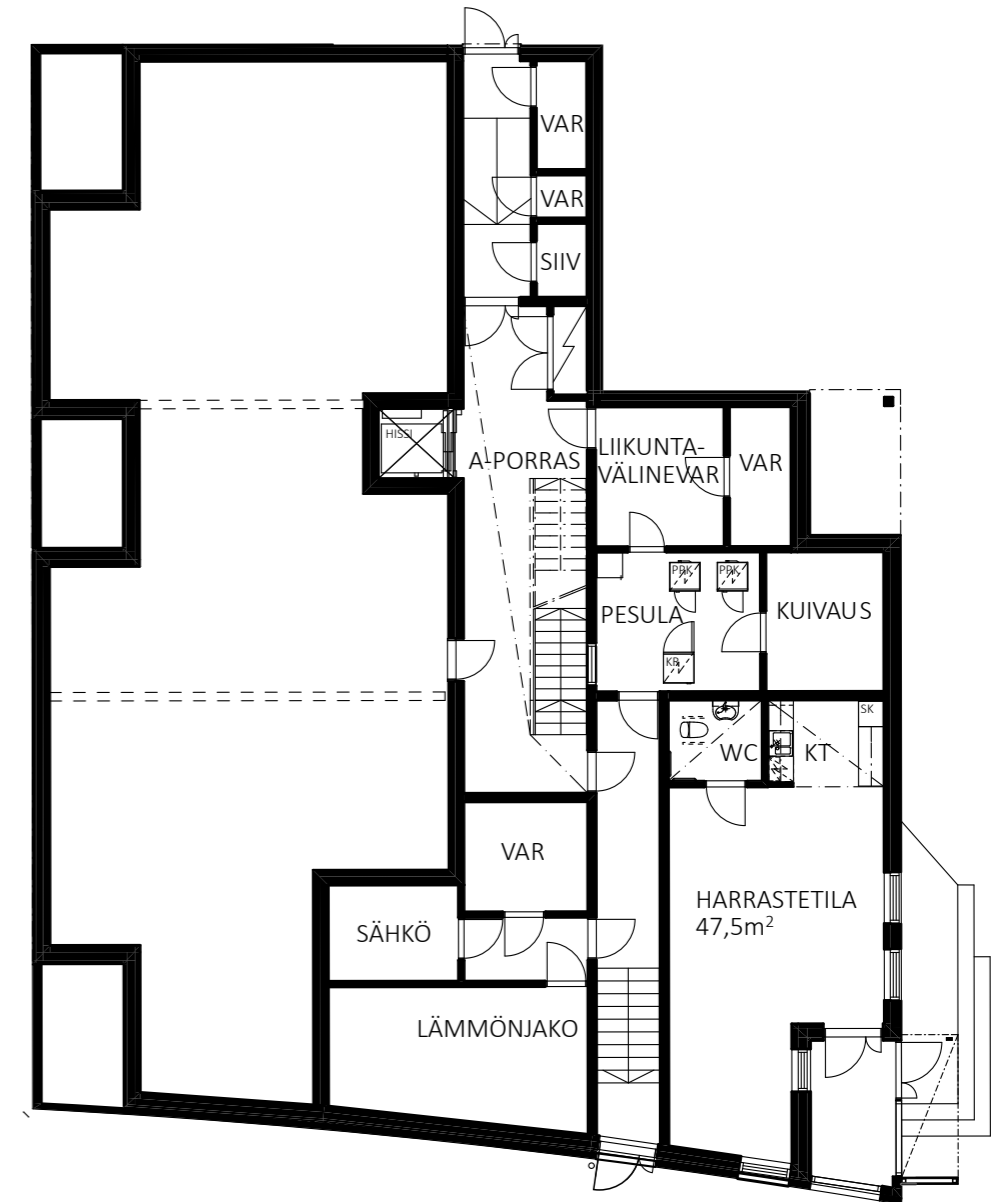 VAR
VAR
SIIV
HISSI
A-PORRAS
LIIKUNTA-
VÄLINEVAR
VAR
PPK
PPK
PESULA
KUIVAUS
KR
SK
WC
KT
VAR
HARRASTETILA
47,5m²
SÄHKÖ
LÄMMÖNJAKO